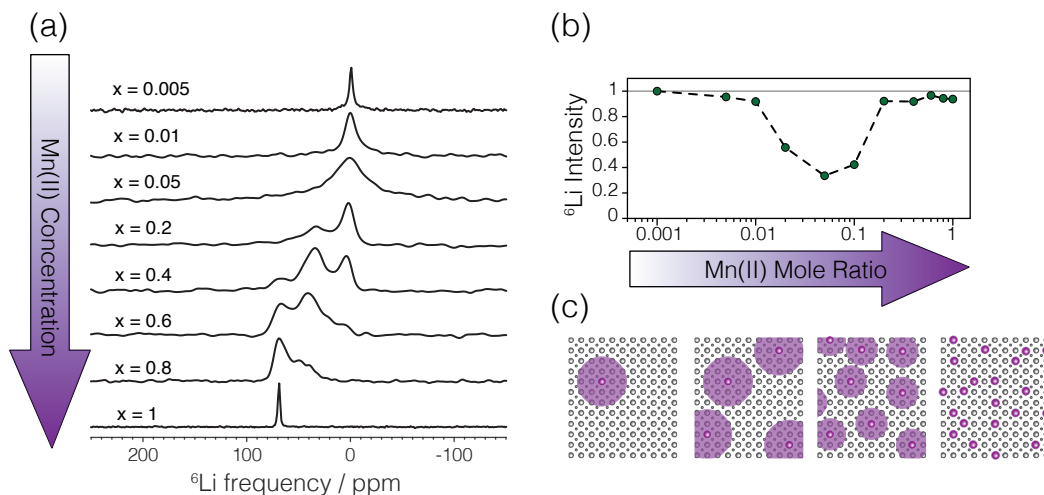 (a)
Mn(II) Concentration
x = 0.005
x = 0.01
x = 0.05
x = 0.2
x = 0.4
x = 0.6
x = 0.8
x = 1
200 100 0 -100
⁶Li frequency / ppm
(b)
⁶Li Intensity
1
0.8
0.6
0.4
0.2
0
0.001 0.01 0.1 1
Mn(II) Mole Ratio
(c)